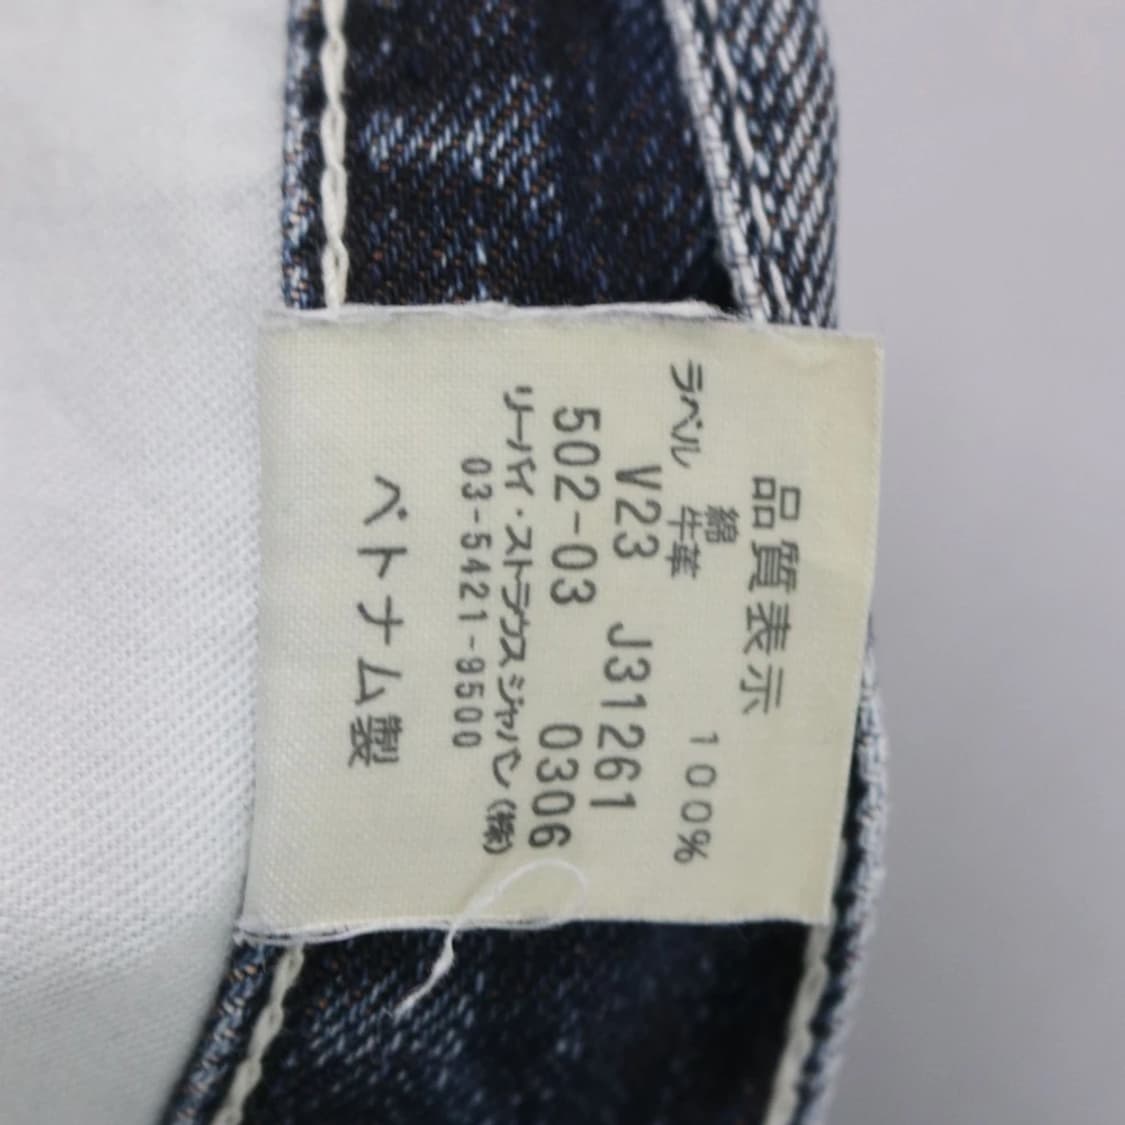 品質表示
綿 100%
ラベル 牛革
V23 J31261
502-03 0306
リーバイ・ストラウス ジャパン(株)
03-5421-9500
ベトナム製